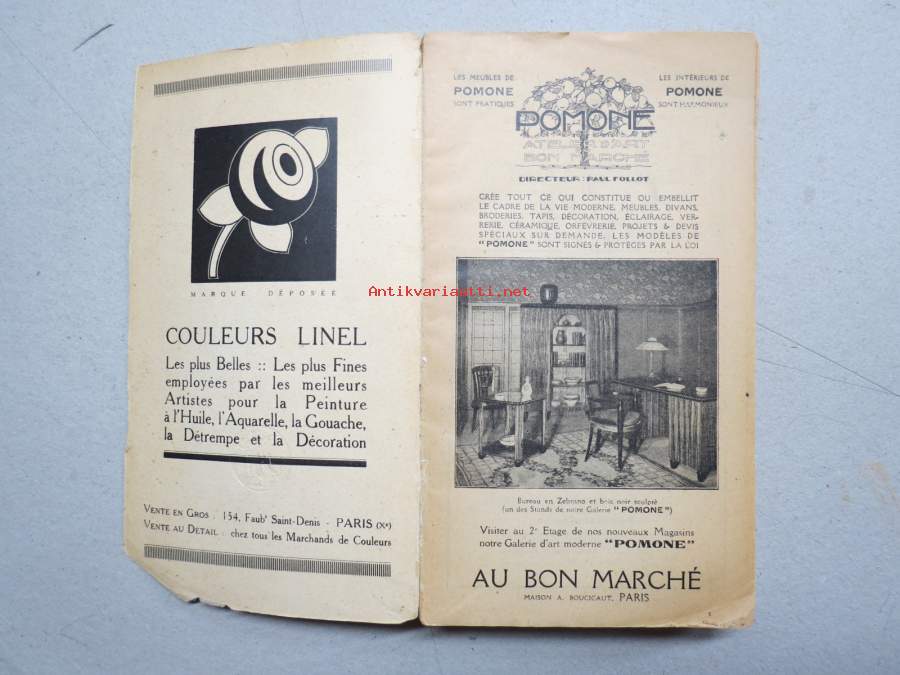 MARQUE DÉPOSÉE
COULEURS LINEL
Les plus Belles :: Les plus Fines
employées par les meilleurs
Artistes pour la Peinture
à l'Huile, l'Aquarelle, la Gouache,
la Détrempe et la Décoration
VENTE EN GROS : 154, Faubᵍ Saint-Denis - PARIS (Xᵉ)
VENTE AU DÉTAIL : chez tous les Marchands de Couleurs
LES MEUBLES DE
POMONE
SONT PRATIQUES
LES INTÉRIEURS DE
POMONE
SONT HARMONIEUX
POMONE
ATELIER D'ART
BON MARCHÉ
DIRECTEUR : PAUL FOLLOT
CRÉE TOUT CE QUI CONSTITUE OU EMBELLIT
LE CADRE DE LA VIE MODERNE, MEUBLES, DIVANS,
BRODERIES, TAPIS, DÉCORATION, ÉCLAIRAGE, VER-
RERIE, CÉRAMIQUE, ORFÈVRERIE, PROJETS & DEVIS
SPÉCIAUX SUR DEMANDE. LES MODÈLES DE
"POMONE" SONT SIGNÉS & PROTÉGÉS PAR LA LOI
Antikvariaatti.net
Bureau en Zebrano et bois noir sculpté
(un des Stands de notre Galerie "POMONE")
Visiter au 2ᵉ Etage de nos nouveaux Magasins
notre Galerie d'art moderne "POMONE"
AU BON MARCHÉ
MAISON A. BOUCICAUT, PARIS